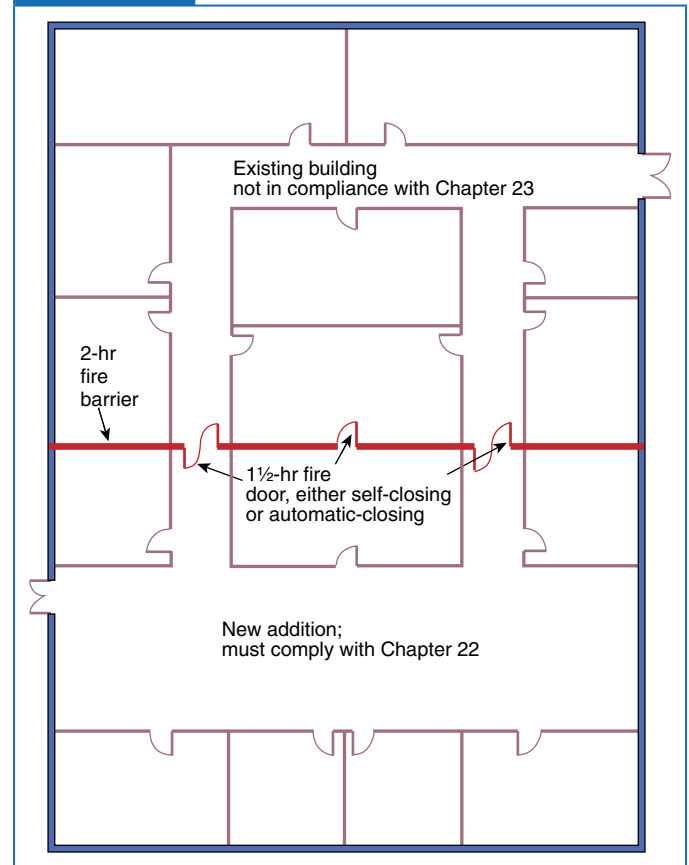 Existing building
not in compliance with Chapter 23
2-hr
fire
barrier
1½-hr fire
door, either self-closing
or automatic-closing
New addition;
must comply with Chapter 22